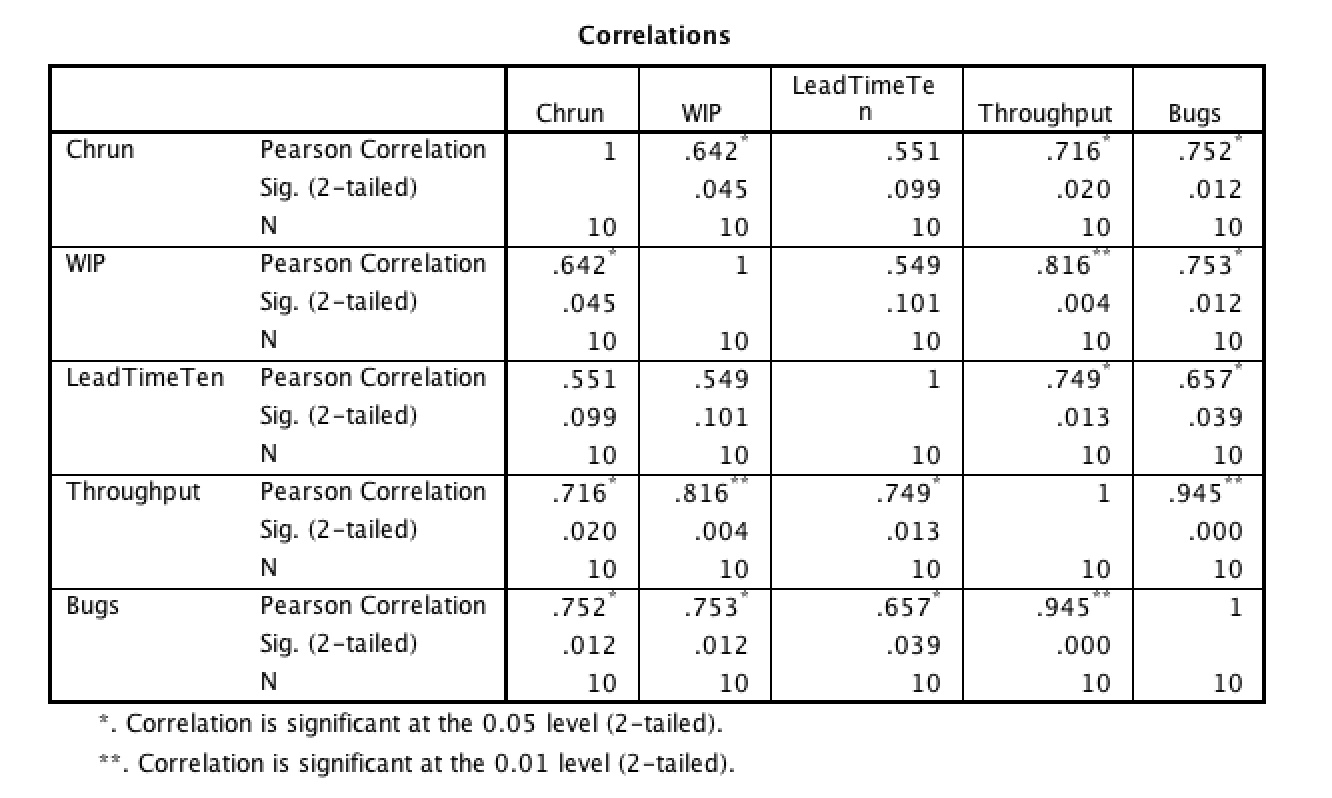 Correlations
Chrun WIP LeadTimeTe
n Throughput Bugs
Chrun Pearson Correlation 1 .642* .551 .716* .752*
Sig. (2-tailed) .045 .099 .020 .012
N 10 10 10 10 10
WIP Pearson Correlation .642* 1 .549 .816** .753*
Sig. (2-tailed) .045 .101 .004 .012
N 10 10 10 10 10
LeadTimeTen Pearson Correlation .551 .549 1 .749* .657*
Sig. (2-tailed) .099 .101 .013 .039
N 10 10 10 10 10
Throughput Pearson Correlation .716* .816** .749* 1 .945**
Sig. (2-tailed) .020 .004 .013 .000
N 10 10 10 10 10
Bugs Pearson Correlation .752* .753* .657* .945** 1
Sig. (2-tailed) .012 .012 .039 .000
N 10 10 10 10 10
*. Correlation is significant at the 0.05 level (2-tailed).
**. Correlation is significant at the 0.01 level (2-tailed).